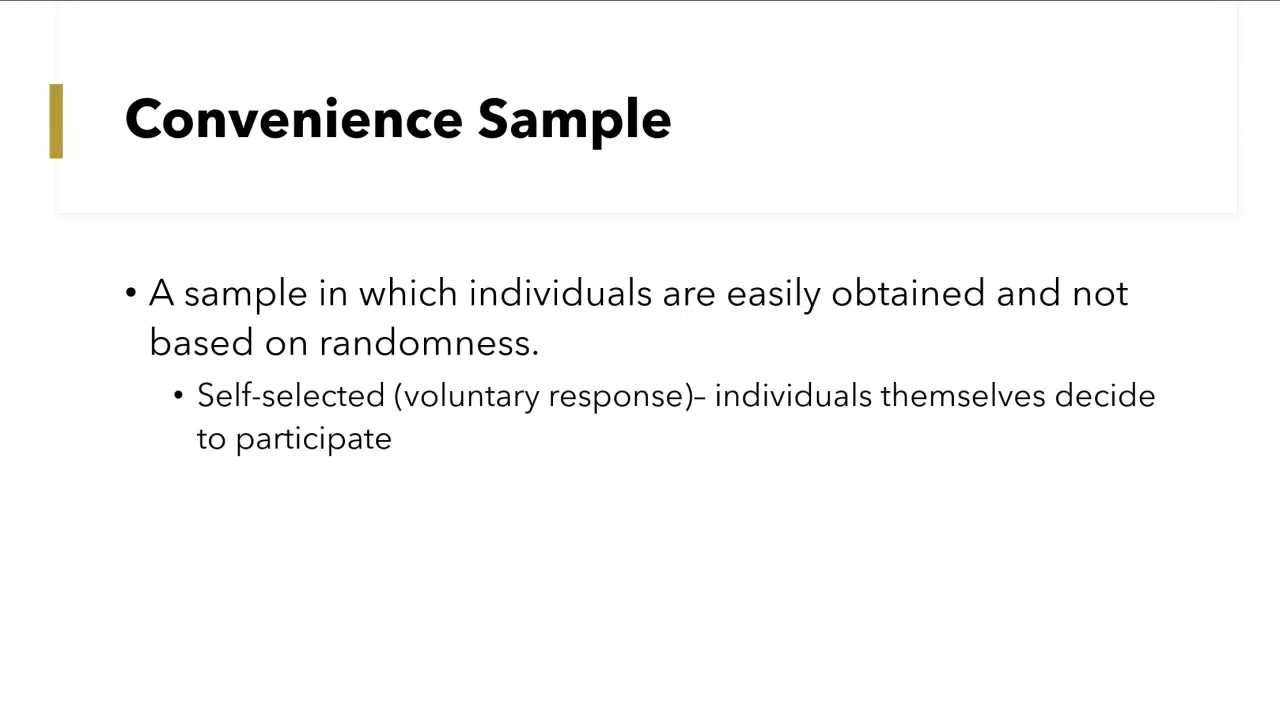 Convenience Sample
• A sample in which individuals are easily obtained and not
based on randomness.
• Self-selected (voluntary response)– individuals themselves decide
to participate